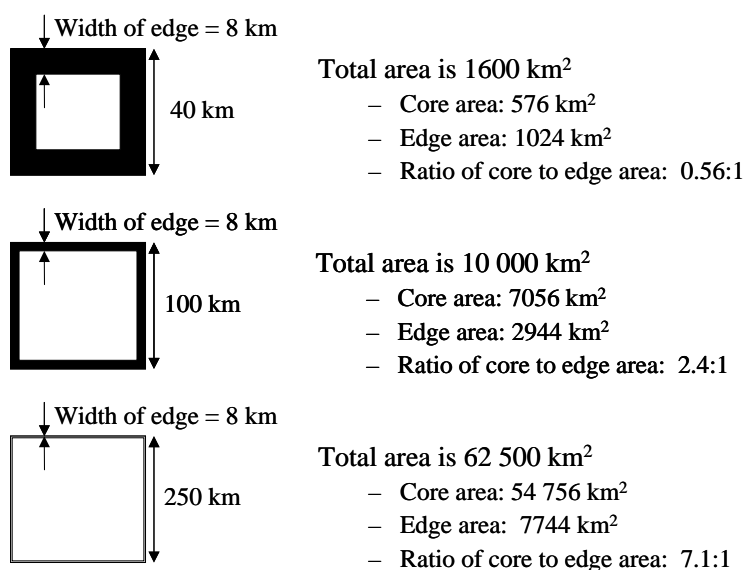 Width of edge = 8 km
40 km
Total area is 1600 km²
– Core area: 576 km²
– Edge area: 1024 km²
– Ratio of core to edge area: 0.56:1
Width of edge = 8 km
100 km
Total area is 10 000 km²
– Core area: 7056 km²
– Edge area: 2944 km²
– Ratio of core to edge area: 2.4:1
Width of edge = 8 km
250 km
Total area is 62 500 km²
– Core area: 54 756 km²
– Edge area: 7744 km²
– Ratio of core to edge area: 7.1:1